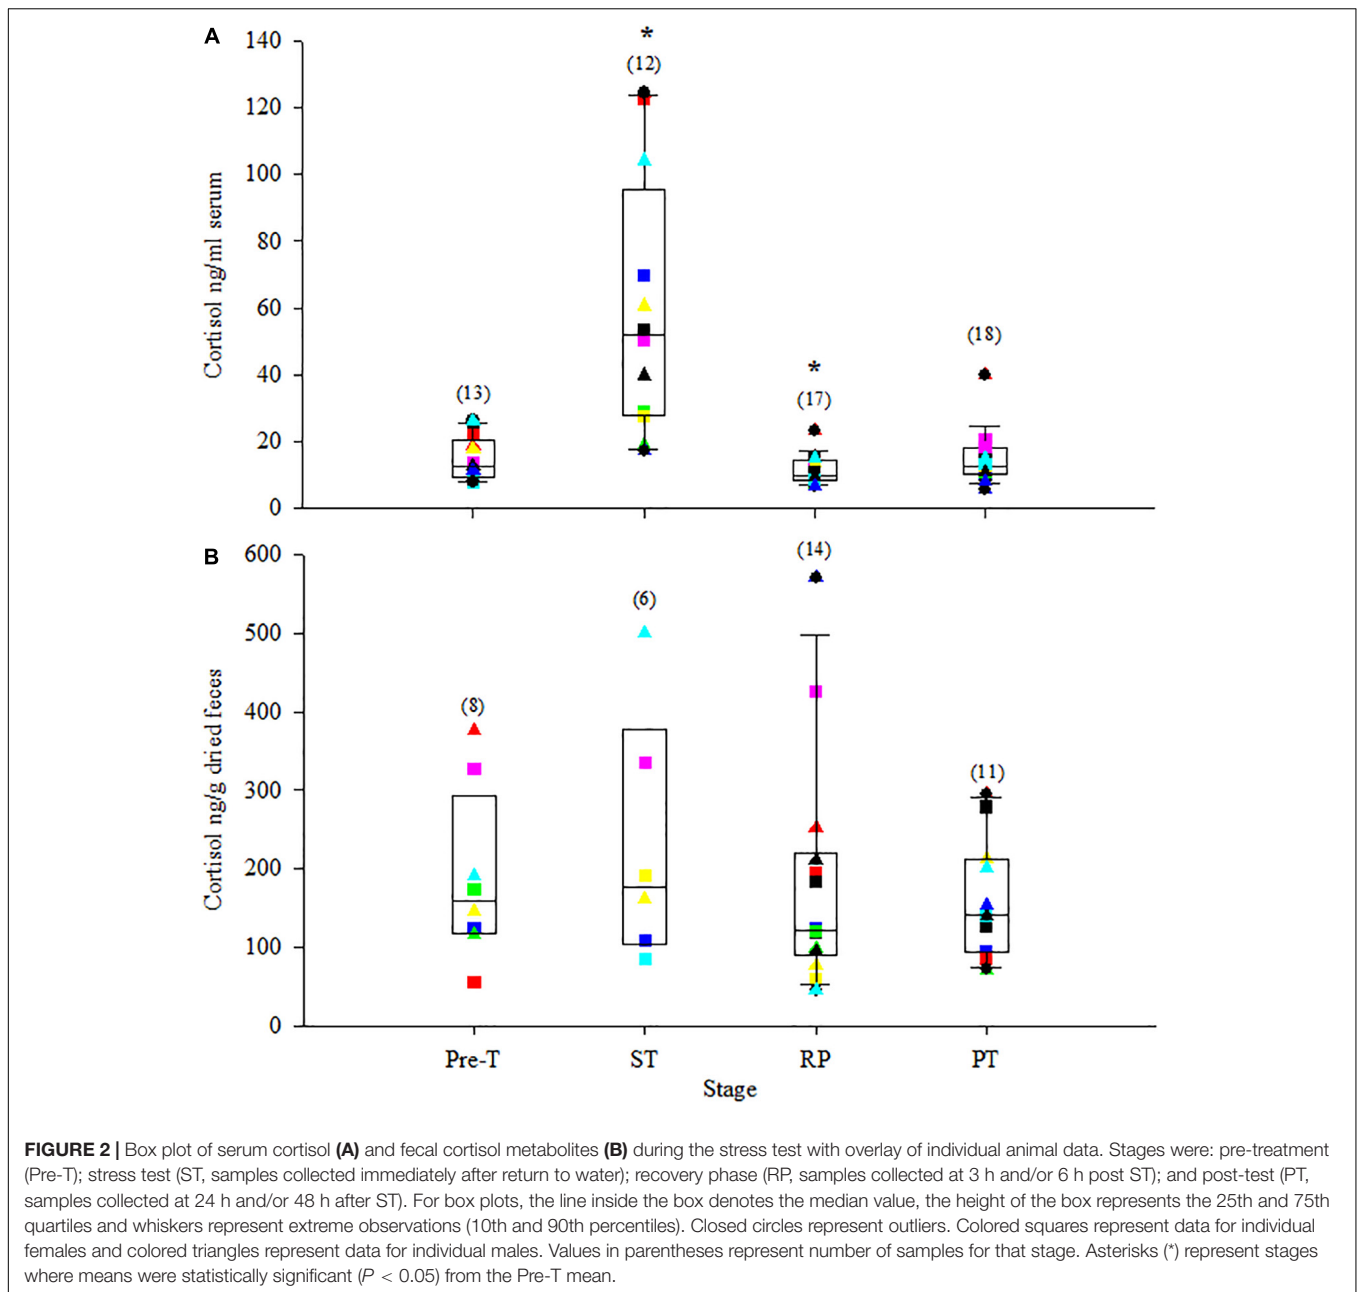 A
140
120
100
80
60
40
20
0
Cortisol ng/ml serum
(13)
*
(12)
*
(17)
(18)
B
600
500
400
300
200
100
0
Cortisol ng/g dried feces
(8)
(6)
(14)
(11)
Pre-T ST RP PT
Stage
FIGURE 2 | Box plot of serum cortisol (A) and fecal cortisol metabolites (B) during the stress test with overlay of individual animal data. Stages were: pre-treatment
(Pre-T); stress test (ST, samples collected immediately after return to water); recovery phase (RP, samples collected at 3 h and/or 6 h post ST); and post-test (PT,
samples collected at 24 h and/or 48 h after ST). For box plots, the line inside the box denotes the median value, the height of the box represents the 25th and 75th
quartiles and whiskers represent extreme observations (10th and 90th percentiles). Closed circles represent outliers. Colored squares represent data for individual
females and colored triangles represent data for individual males. Values in parentheses represent number of samples for that stage. Asterisks (*) represent stages
where means were statistically significant (P < 0.05) from the Pre-T mean.